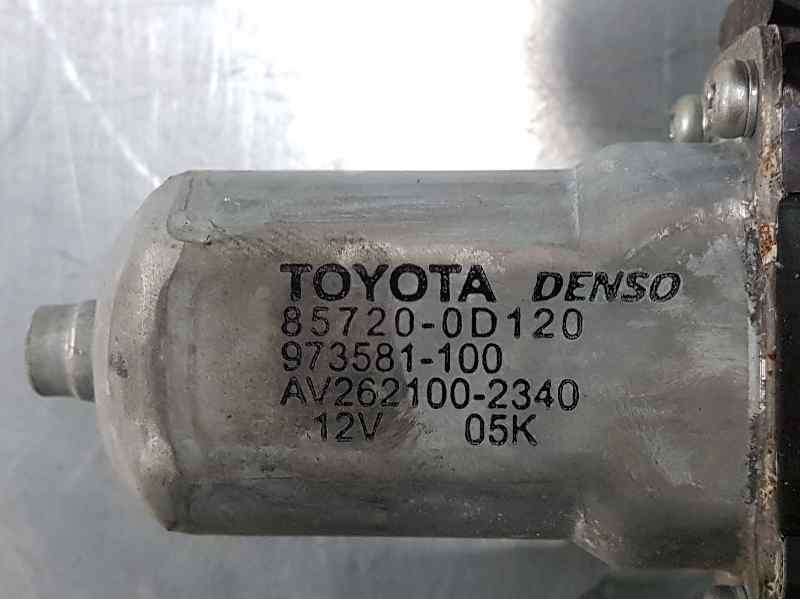 TOYOTA DENSO
85720-0D120
973581-100
AV262100-2340
12V 05K